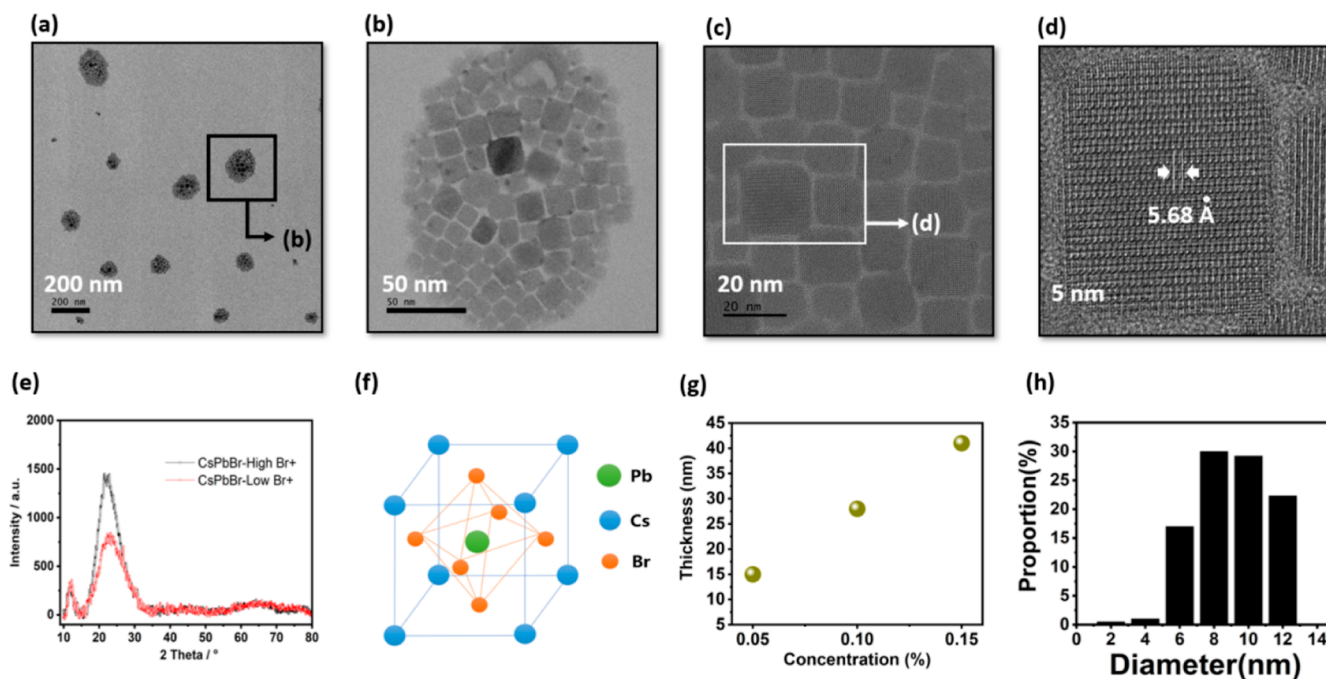 (a)
(b)
200 nm
200 nm
(b)
50 nm
50 nm
(c)
(d)
20 nm
20 nm
(d)
5.68 Å
5 nm
(e)
2000
1500
1000
500
0
10 20 30 40 50 60 70 80
Intensity / a.u.
2 Theta / °
CsPbBr-High Br+
CsPbBr-Low Br+
(f)
Pb
Cs
Br
(g)
45
40
35
30
25
20
15
10
5
0.05 0.10 0.15
Thickness (nm)
Concentration (%)
(h)
35
30
25
20
15
10
5
0
2 4 6 8 10 12 14
Proportion(%)
Diameter(nm)